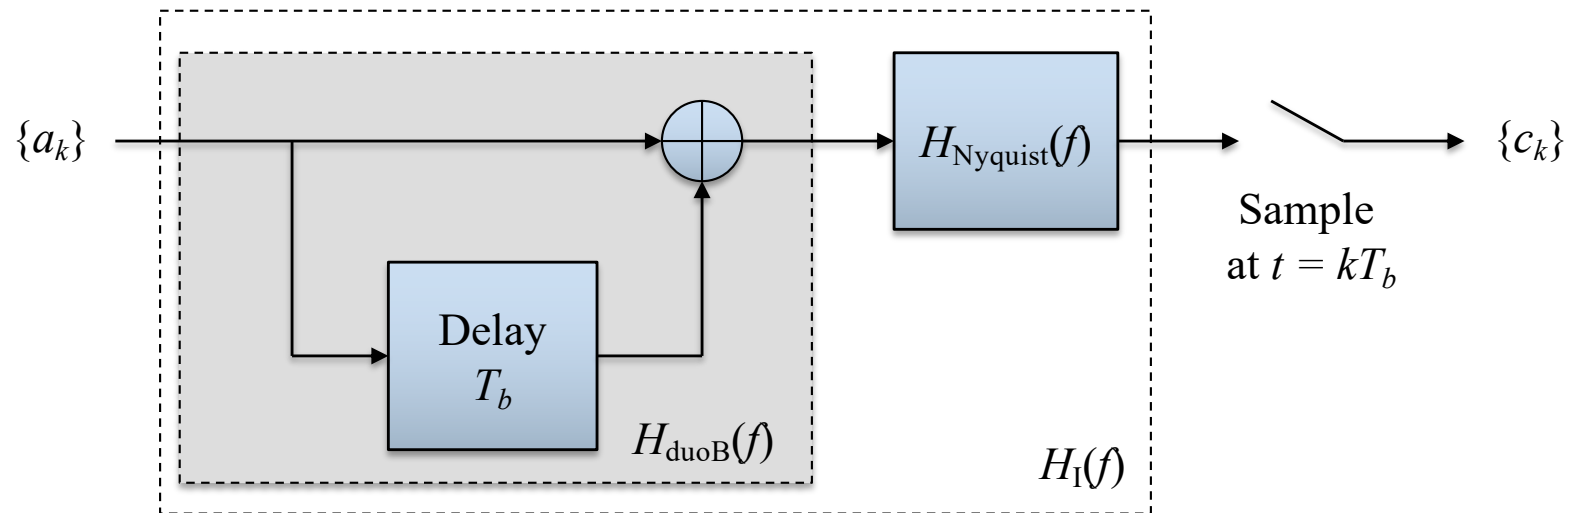 {a_k}
H_Nyquist(f)
{c_k}
Sample
at t = kT_b
Delay
T_b
H_duoB(f)
H_I(f)